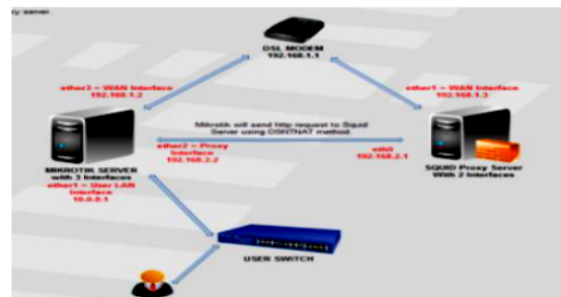 xy server.
DSL MODEM
192.168.1.1
ether3 - WAN Interface
192.168.1.2
ether1 - WAN Interface
192.168.1.3
Mikrotik will send http request to Squid
Server using DSNTNAT method.
ether2 - Proxy
Interface
192.168.2.2
eth0
192.168.2.1
MIKROTIK SERVER
with 3 Interfaces
ether1 - User LAN
Interface
10.0.0.1
SQUID Proxy Server
With 2 Interfaces
USER SWITCH